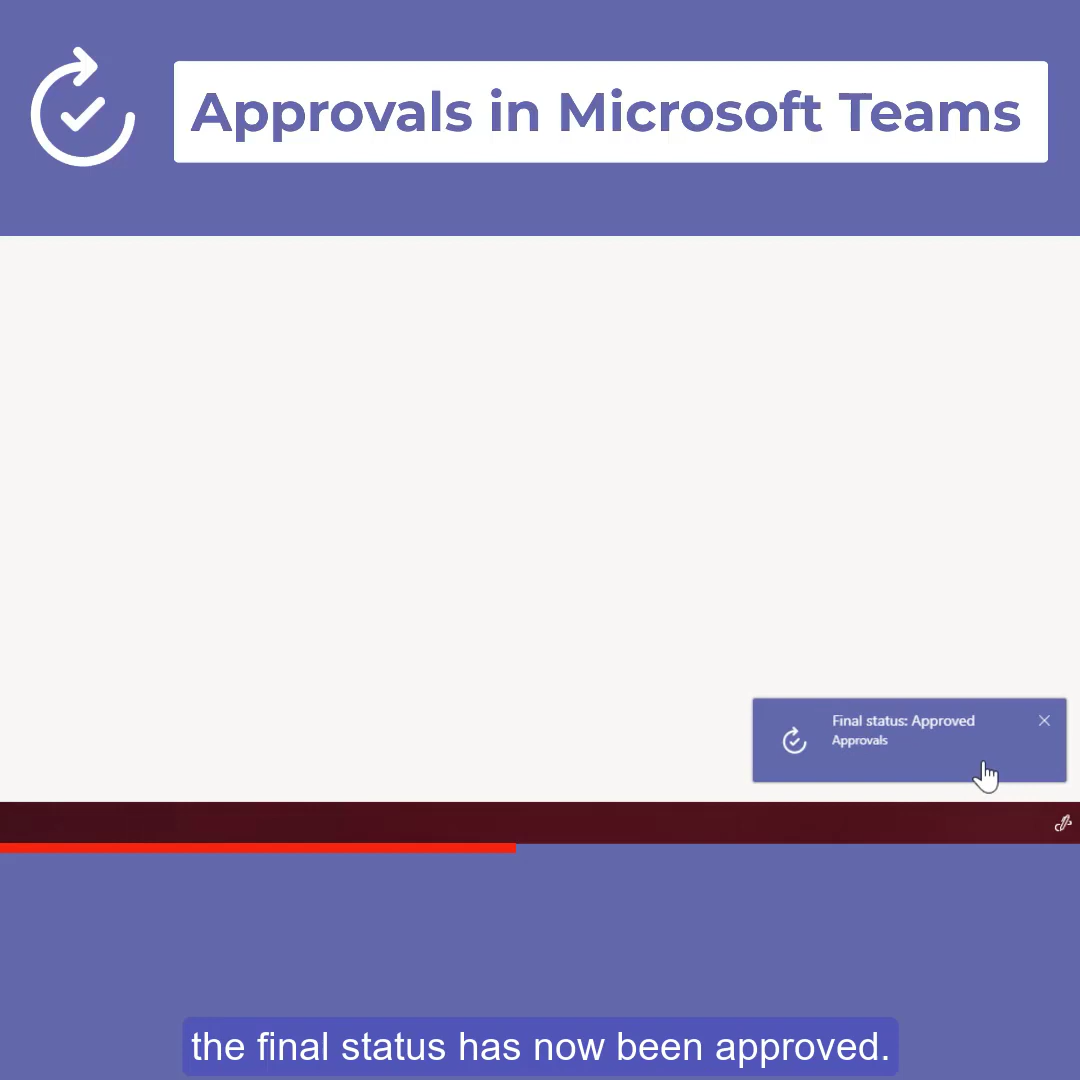 Approvals in Microsoft Teams
Final status: Approved
Approvals
the final status has now been approved.